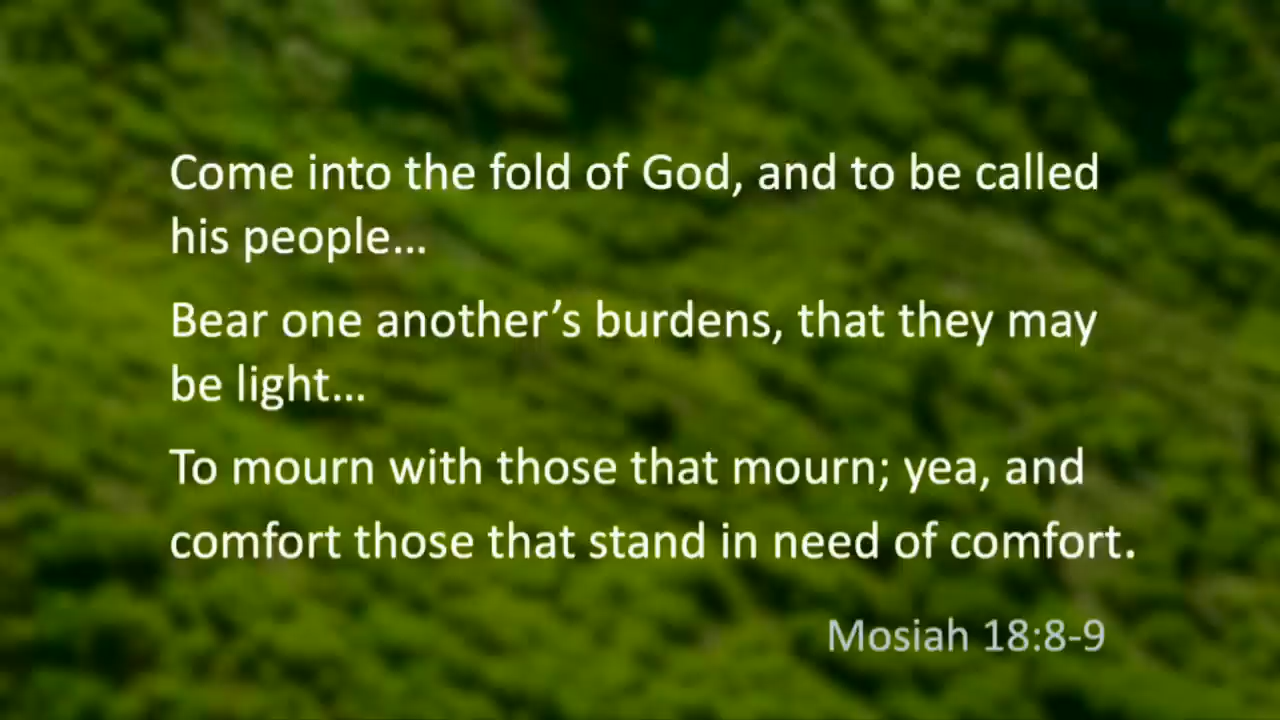 Come into the fold of God, and to be called
his people…
Bear one another’s burdens, that they may
be light…
To mourn with those that mourn; yea, and
comfort those that stand in need of comfort.
Mosiah 18:8-9